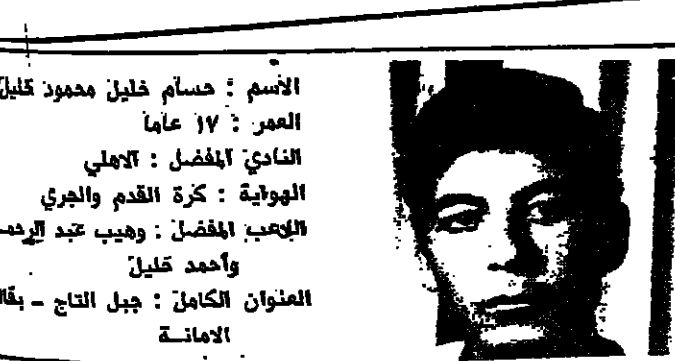 الاسم : حسام خليل محمود خليل
العمر : ١٧ عاما
النادي المفضل : الاهلي
الهواية : كرة القدم والجري
اللاعب المفضل : وهيب عبد
وأحمد خليل
العنوان الكامل : جبل التاج –
الامانـة